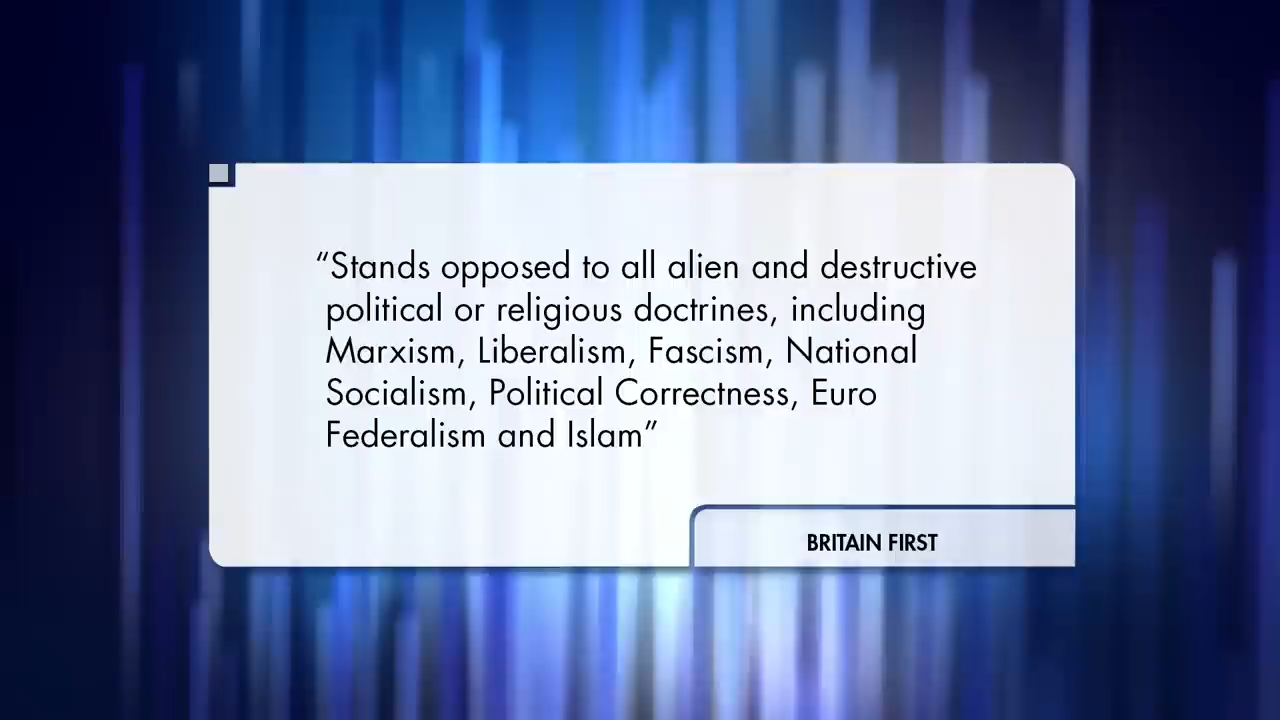 “Stands opposed to all alien and destructive
political or religious doctrines, including
Marxism, Liberalism, Fascism, National
Socialism, Political Correctness, Euro
Federalism and Islam”
BRITAIN FIRST